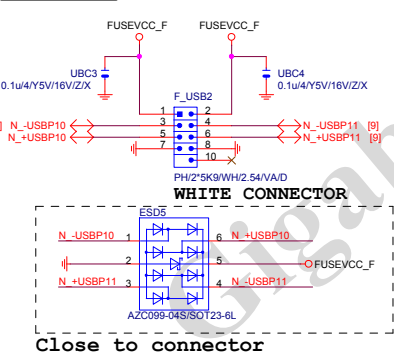 FUSEVCC_F FUSEVCC_F
UBC3
0.1u/4/Y5V/16V/Z/X
UBC4
0.1u/4/Y5V/16V/Z/X
F_USB2
1 2
N_-USBP10 3 4 N_-USBP11 [9]
N_+USBP10 5 6 N_+USBP11 [9]
7 8
10
PH/2*5K9/WH/2.54/VA/D
WHITE CONNECTOR
ESD5
N_-USBP10 1 6 N_+USBP10
2 5 FUSEVCC_F
N_+USBP11 3 4 N_-USBP11
AZC099-04S/SOT23-6L
Close to connector
Gigab